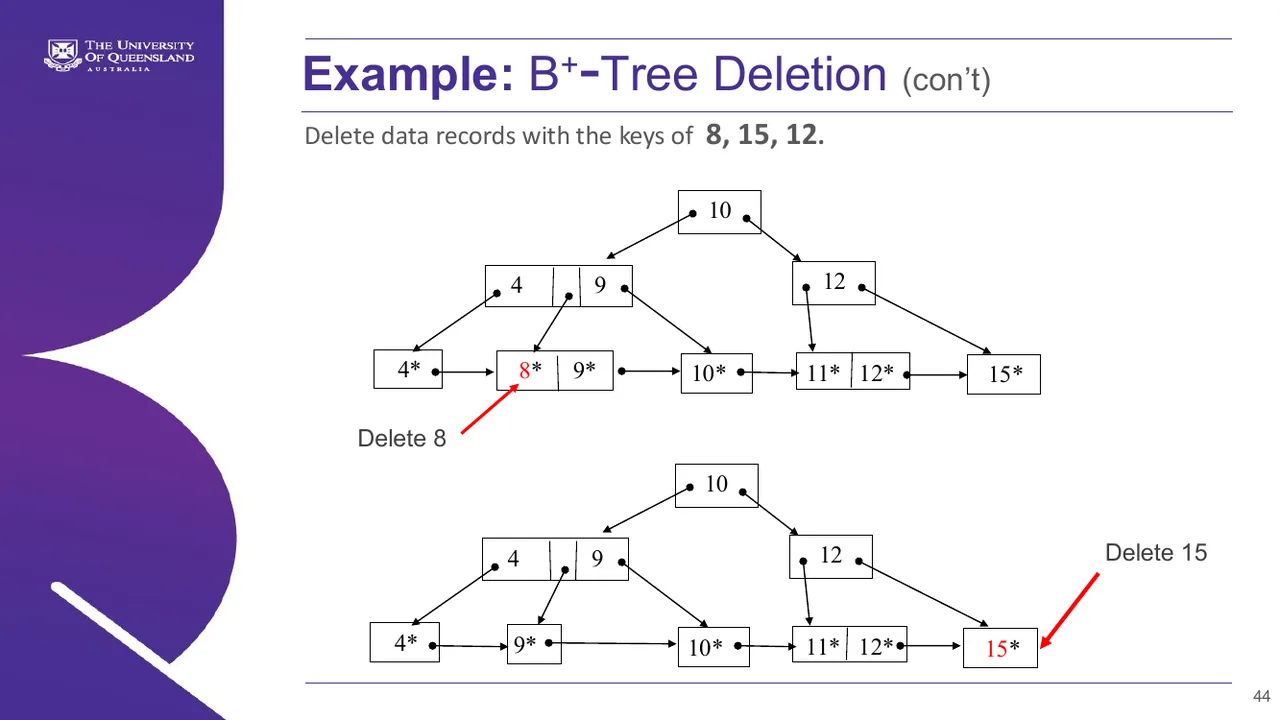 THE UNIVERSITY
OF QUEENSLAND
AUSTRALIA
Example: B+-Tree Deletion (con’t)
Delete data records with the keys of 8, 15, 12.
10
4 9
12
4* 8* 9* 10* 11* 12* 15*
Delete 8
10
4 9
12
Delete 15
4* 9* 10* 11* 12* 15*
44